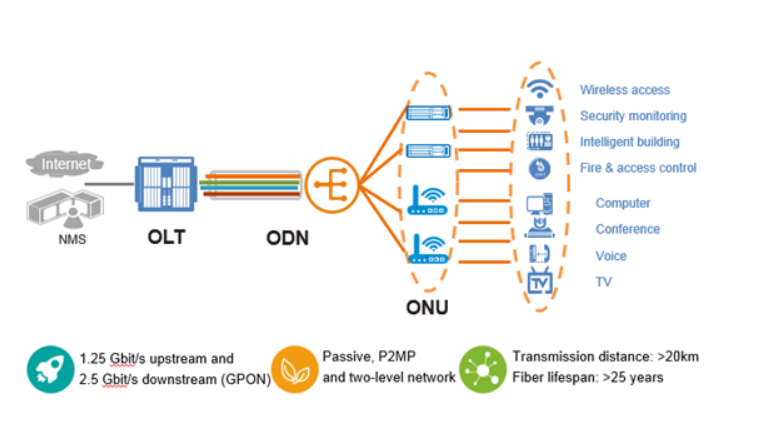 Internet
NMS
OLT
ODN
ONU
Wireless access
Security monitoring
Intelligent building
Fire & access control
Computer
Conference
Voice
TV
TV
1.25 Gbit/s upstream and
2.5 Gbit/s downstream (GPON)
Passive, P2MP
and two-level network
Transmission distance: >20km
Fiber lifespan: >25 years